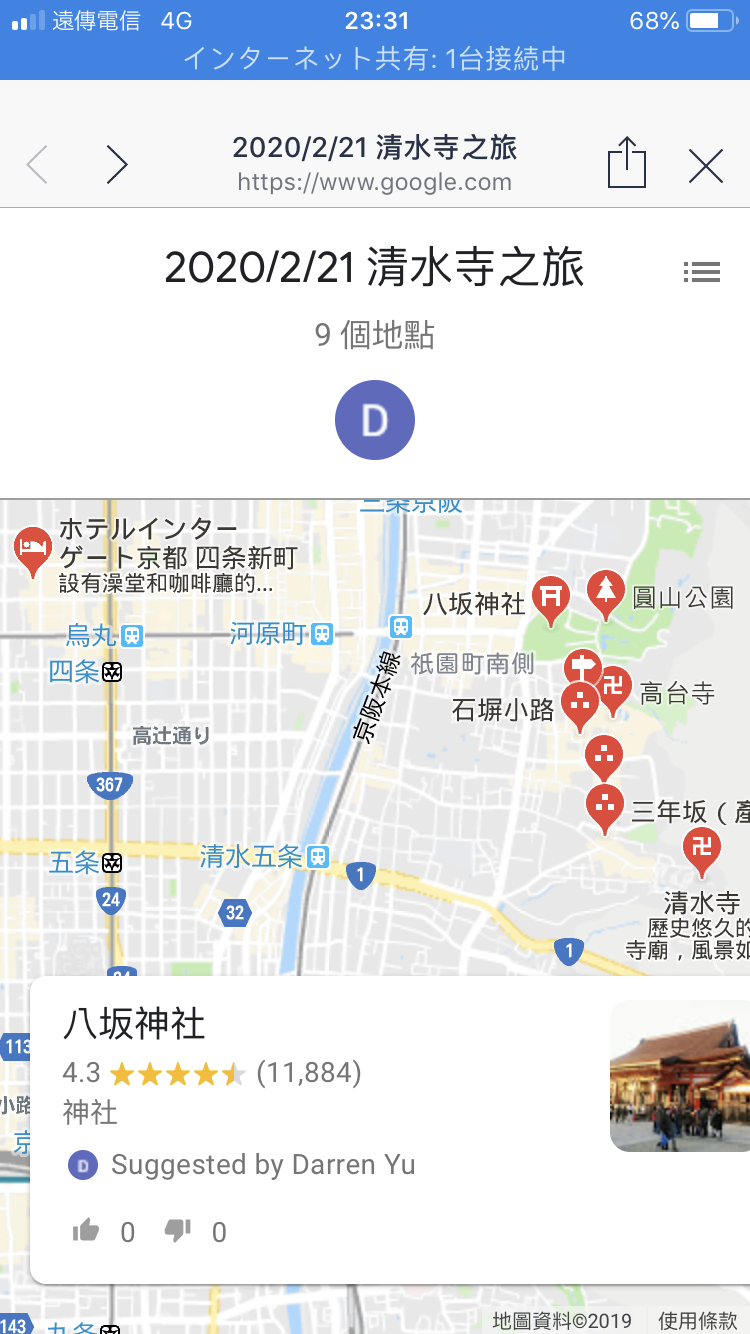 遠傳電信 4G 23:31 68%
インターネット共有: 1台接続中
2020/2/21 清水寺之旅
https://www.google.com
2020/2/21 清水寺之旅
9 個地點
D
三条京阪
ホテルインター
ゲート京都 四条新町
設有澡堂和咖啡廳的...
八坂神社
圓山公園
烏丸
河原町
四条
祇園町南側
京阪本線
高台寺
石塀小路
高辻通り
367
三年坂(產
五条
清水五条
1
24
32
清水寺
歷史悠久的
寺廟,風景如
1
24
113
小路
京
八坂神社
4.3 (11,884)
神社
D Suggested by Darren Yu
0 0
143
九条
地圖資料©2019 使用條款